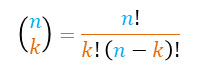 (n k) = n! / k! (n − k)!